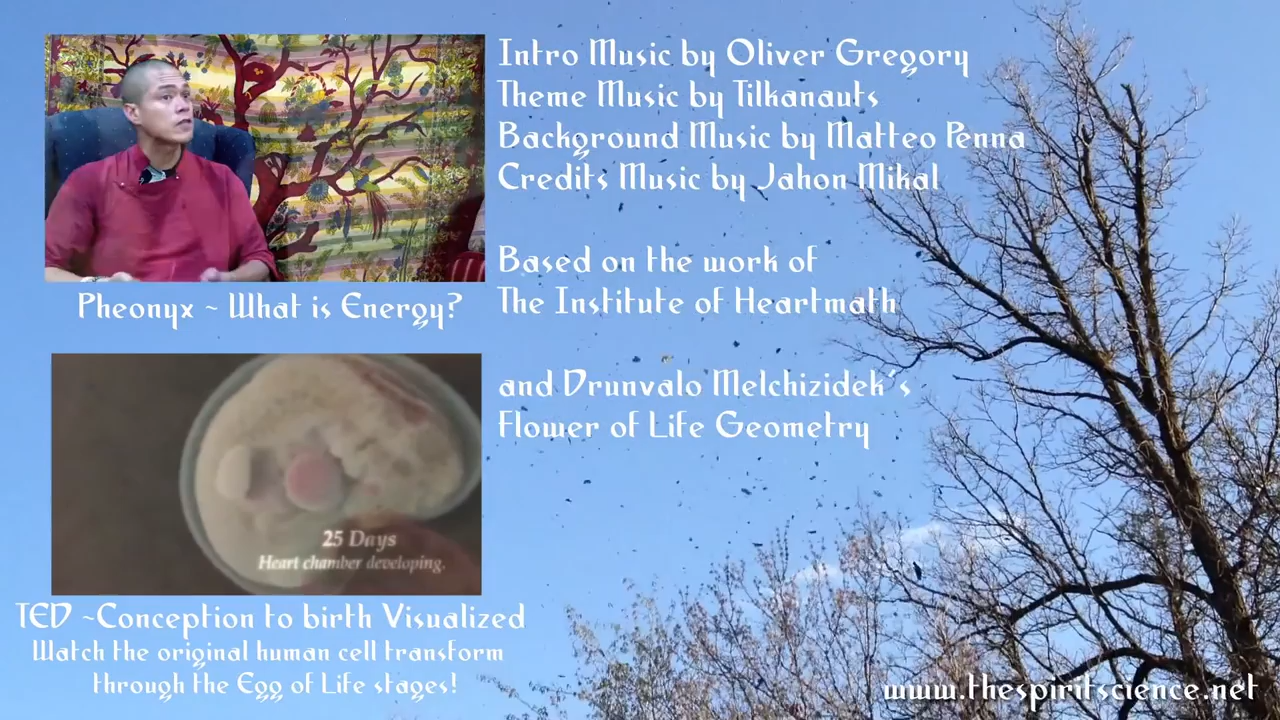 Intro Music by Oliver Gregory
Theme Music by Tilkanauts
Background Music by Matteo Penna
Credits Music by Jahon Mikal
Based on the work of
The Institute of Heartmath
and Drunvalo Melchizidek's
Flower of Life Geometry
Pheonyx ~ What is Energy?
25 Days
Heart chamber developing.
TED ~Conception to birth Visualized
Watch the original human cell transform
through the Egg of Life stages!
www.thespiritscience.net